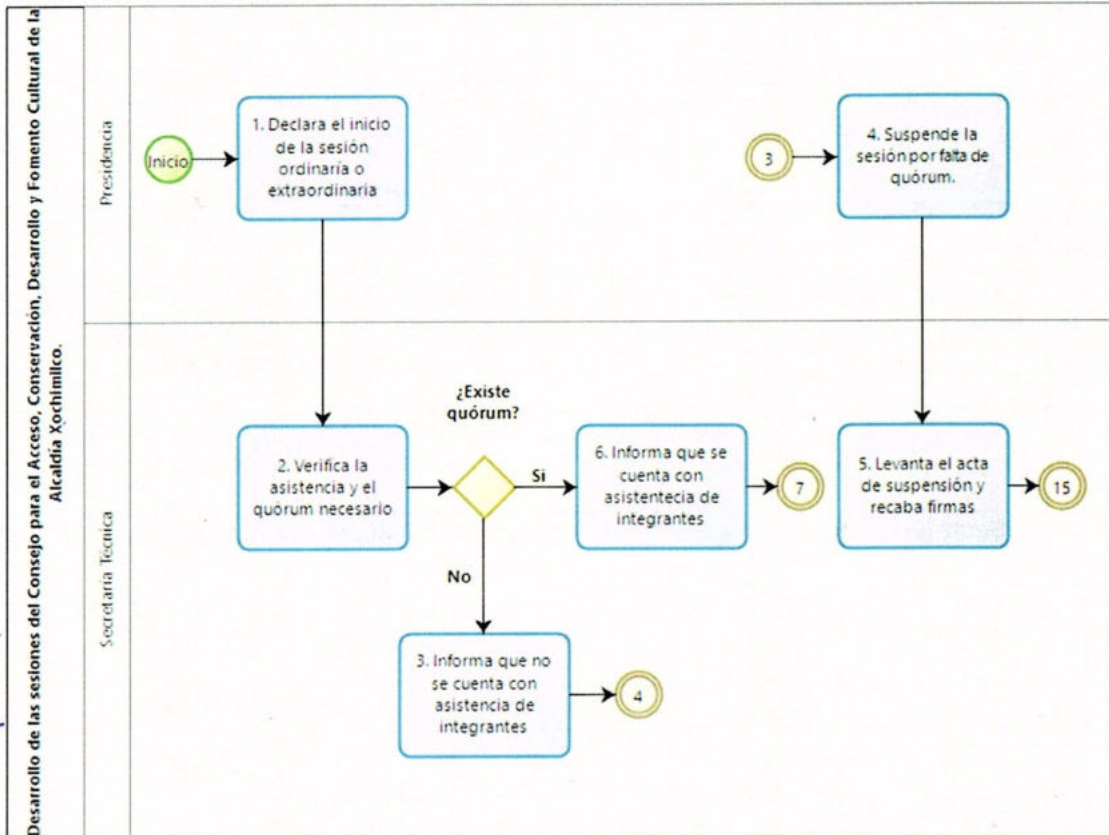 Desarrollo de las sesiones del Consejo para el Acceso, Conservación, Desarrollo y Fomento Cultural de la
Alcaldía Xochimilco.
Presidencia
Inicio
1. Declara el inicio
de la sesión
ordinaría o
extraordinaria
3
4. Suspende la
sesión por falta de
quórum.
Secretaria Técnica
2. Verifica la
asistencia y el
quórum necesario
¿Existe
quórum?
Si
6. Informa que se
cuenta con
asistentecia de
integrantes
7
5. Levanta el acta
de suspensión y
recaba firmas
15
No
3. Informa que no
se cuenta con
asistencia de
integrantes
4